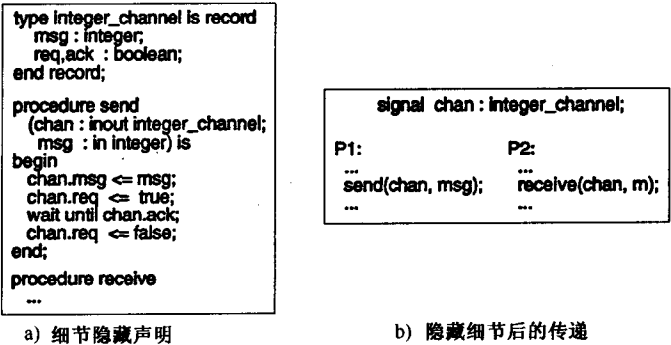 type integer_channel is record
msg : integer;
req,ack : boolean;
end record;
procedure send
(chan : inout integer_channel;
msg : in integer) is
begin
chan.msg <= msg;
chan.req <= true;
wait until chan.ack;
chan.req <=false;
end;
procedure receive
...
a) 细节隐藏声明
signal chan : integer_channel;
P1: P2:
... ...
send(chan, msg); receive(chan, m);
... ...
b) 隐藏细节后的传递